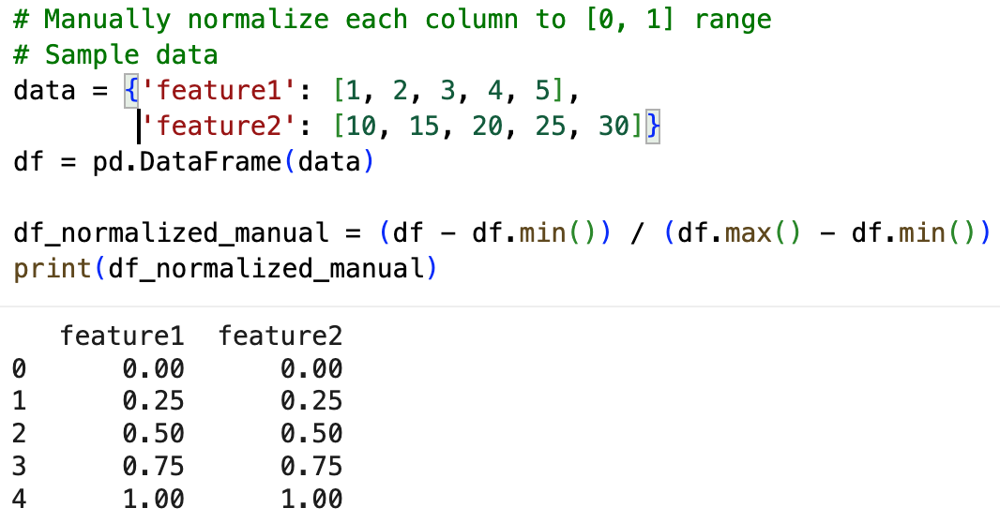 # Manually normalize each column to [0, 1] range
# Sample data
data = {'feature1': [1, 2, 3, 4, 5],
        'feature2': [10, 15, 20, 25, 30]}
df = pd.DataFrame(data)

df_normalized_manual = (df - df.min()) / (df.max() - df.min())
print(df_normalized_manual)

   feature1  feature2
0      0.00      0.00
1      0.25      0.25
2      0.50      0.50
3      0.75      0.75
4      1.00      1.00